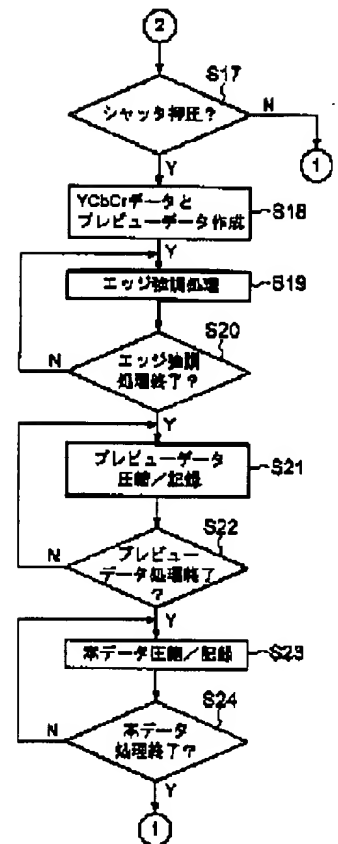 2
S17
シャッタ押圧?
N
1
Y
YCbCrデータと
プレビューデータ作成
S18
Y
エッジ強調処理
S19
S20
エッジ強調
処理終了?
N
Y
プレビューデータ
圧縮/記録
S21
S22
プレビュー
データ処理終了
?
N
Y
本データ圧縮/記録
S23
S24
本データ
処理終了?
N
Y
1